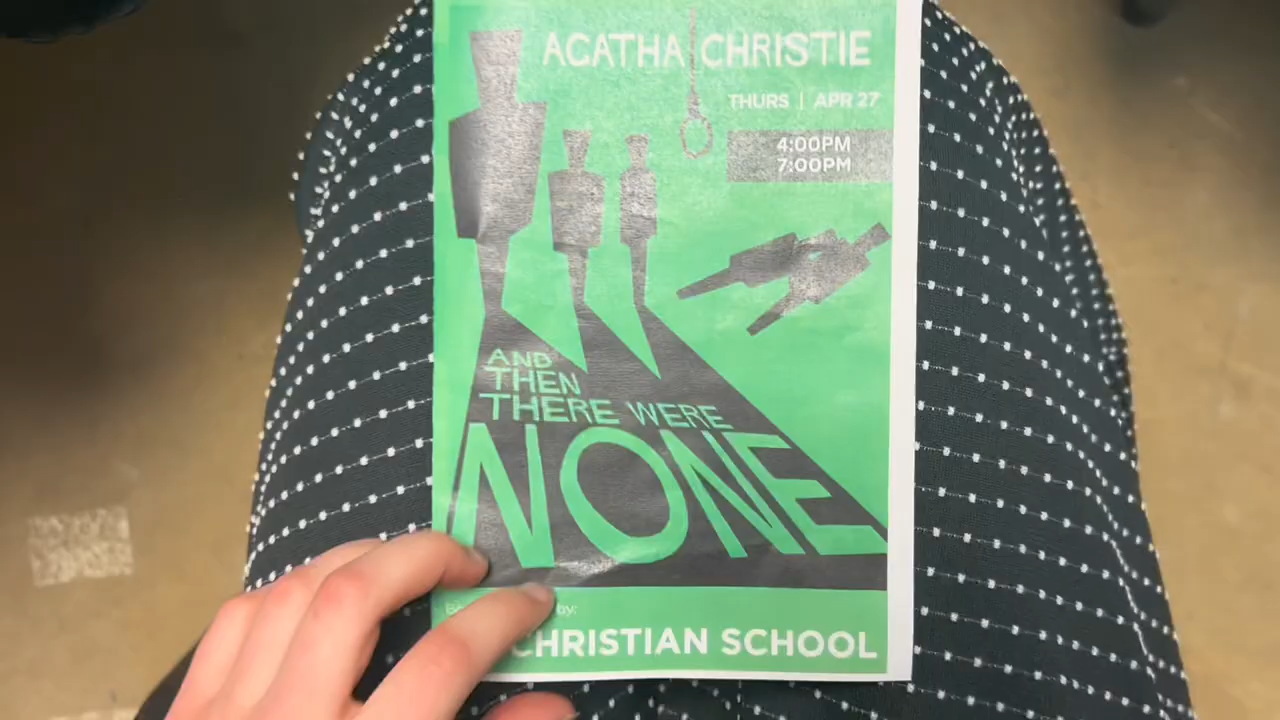 AGATHA CHRISTIE
THURS | APR 27
4:00PM
7:00PM
AND
THEN
THERE WERE
NONE
by:
CHRISTIAN SCHOOL